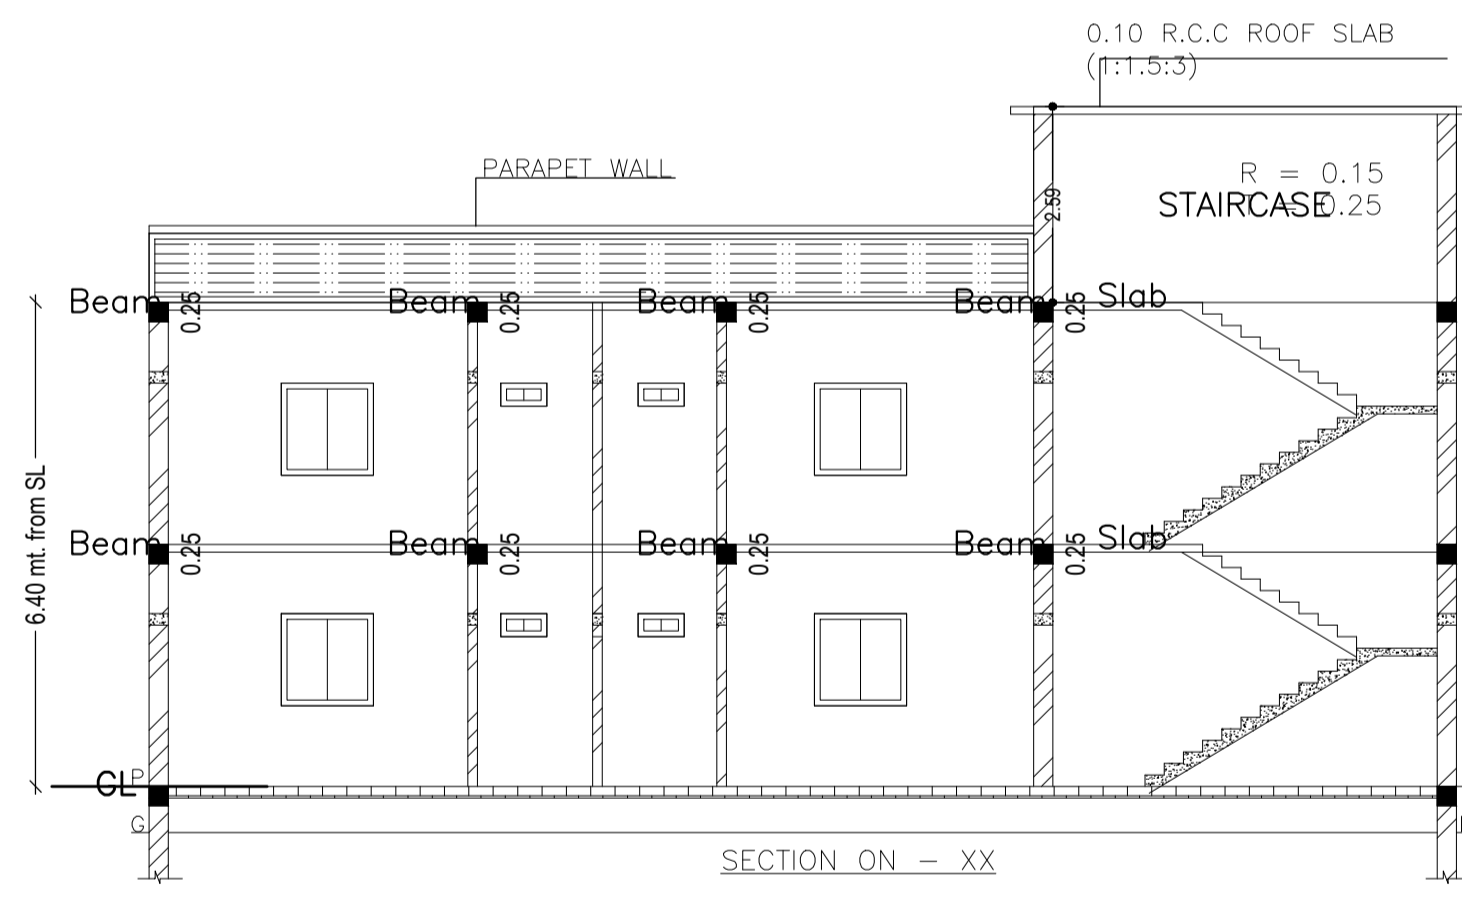 0.10 R.C.C ROOF SLAB
(1:1.5:3)
PARAPET WALL
R = 0.15
STAIRCASE
T = 0.25
2.59
Beam 0.25 Beam 0.25 Beam 0.25 Beam 0.25 Slab
6.40 mt. from SL
Beam 0.25 Beam 0.25 Beam 0.25 Beam 0.25 Slab
GL P
G
SECTION ON - XX